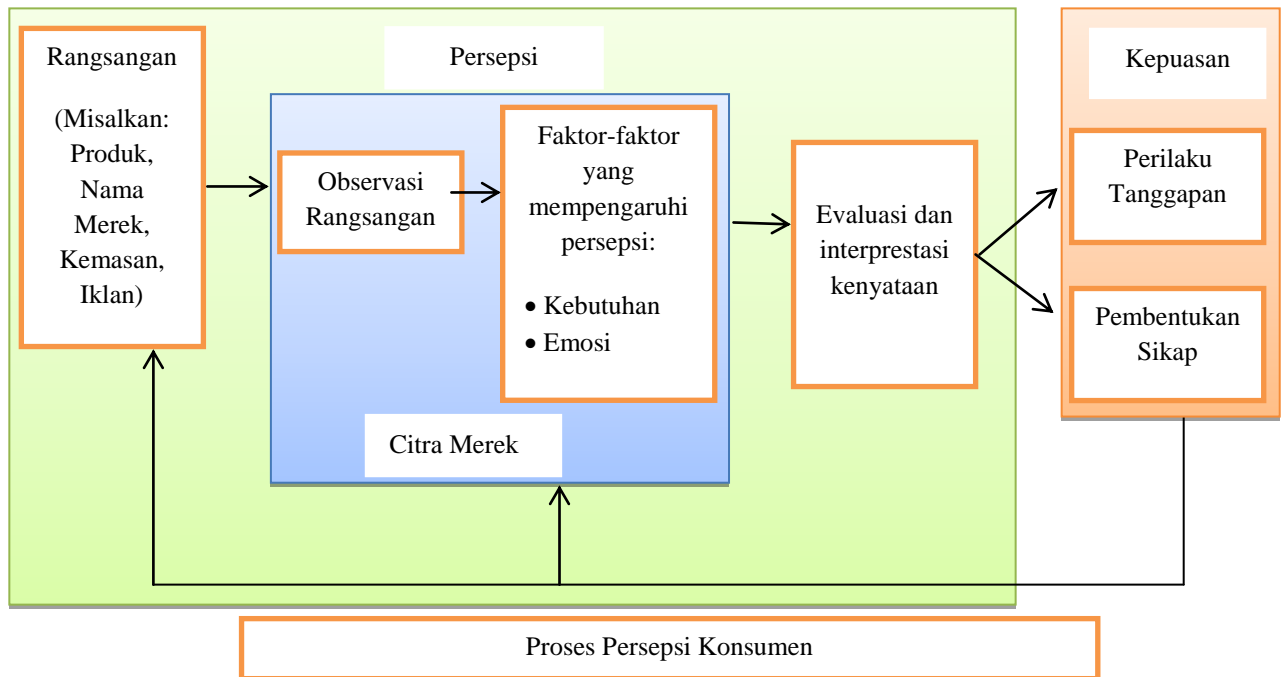 Rangsangan
(Misalkan:
Produk,
Nama
Merek,
Kemasan,
Iklan)
Persepsi
Observasi
Rangsangan
Faktor-faktor
yang
mempengaruhi
persepsi:
• Kebutuhan
• Emosi
Citra Merek
Evaluasi dan
interprestasi
kenyataan
Kepuasan
Perilaku
Tanggapan
Pembentukan
Sikap
Proses Persepsi Konsumen